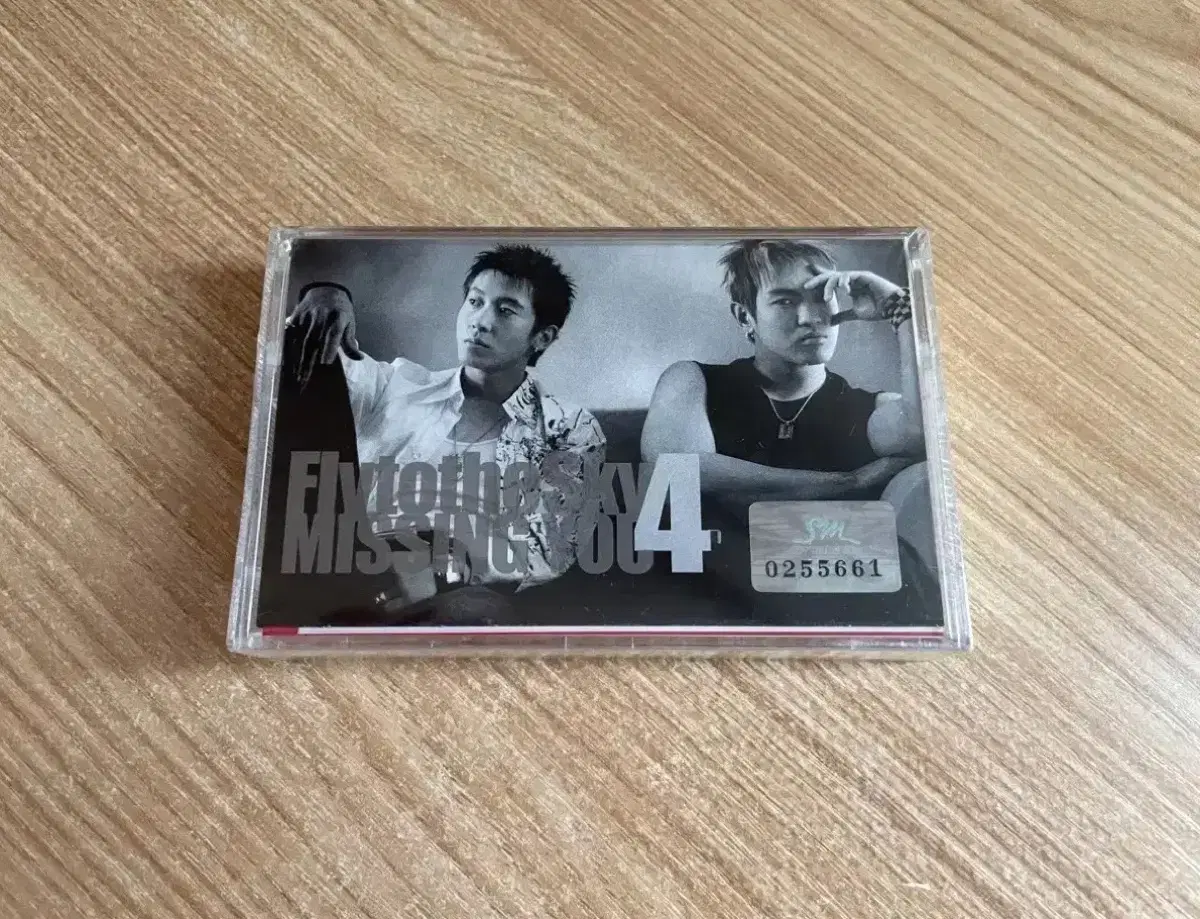 FlytotheSky
MISSING YOU 4
SM
0255661